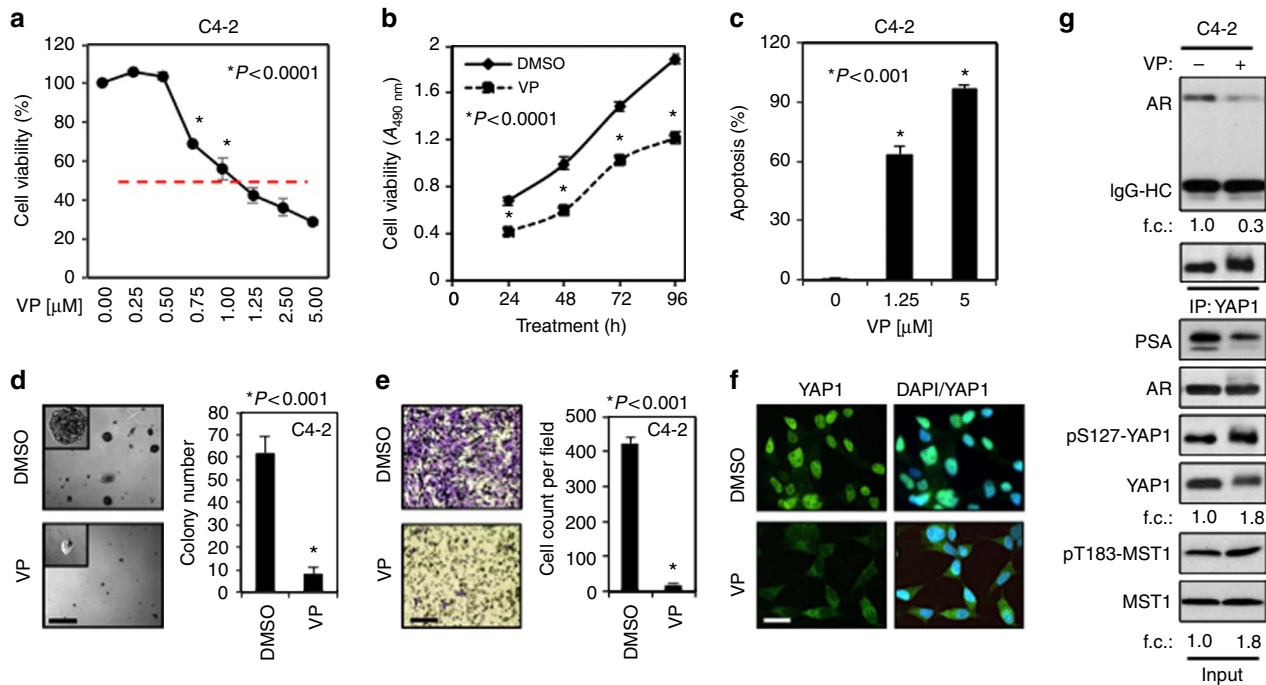 a
C4-2
120
100
80
60
40
20
0
Cell viability (%)
*P<0.0001
*
*
VP [µM]
0.00 0.25 0.50 0.75 1.00 1.25 2.50 5.00
b
2
1.6
1.2
0.8
0.4
0
Cell viability (A490 nm)
DMSO
VP
*P<0.0001
*
*
*
*
0 24 48 72 96
Treatment (h)
c
C4-2
120
90
60
30
0
Apoptosis (%)
*P<0.001
*
*
0 1.25 5
VP [µM]
d
DMSO
VP
*P<0.001
C4-2
80
70
60
50
40
30
20
10
0
Colony number
*
DMSO VP
e
DMSO
VP
*P<0.001
C4-2
500
400
300
200
100
0
Cell count per field
*
DMSO VP
f
YAP1 DAPI/YAP1
DMSO
VP
g
C4-2
VP: – +
AR
IgG-HC
f.c.: 1.0 0.3
IP: YAP1
PSA
AR
pS127-YAP1
YAP1
f.c.: 1.0 1.8
pT183-MST1
MST1
f.c.: 1.0 1.8
Input